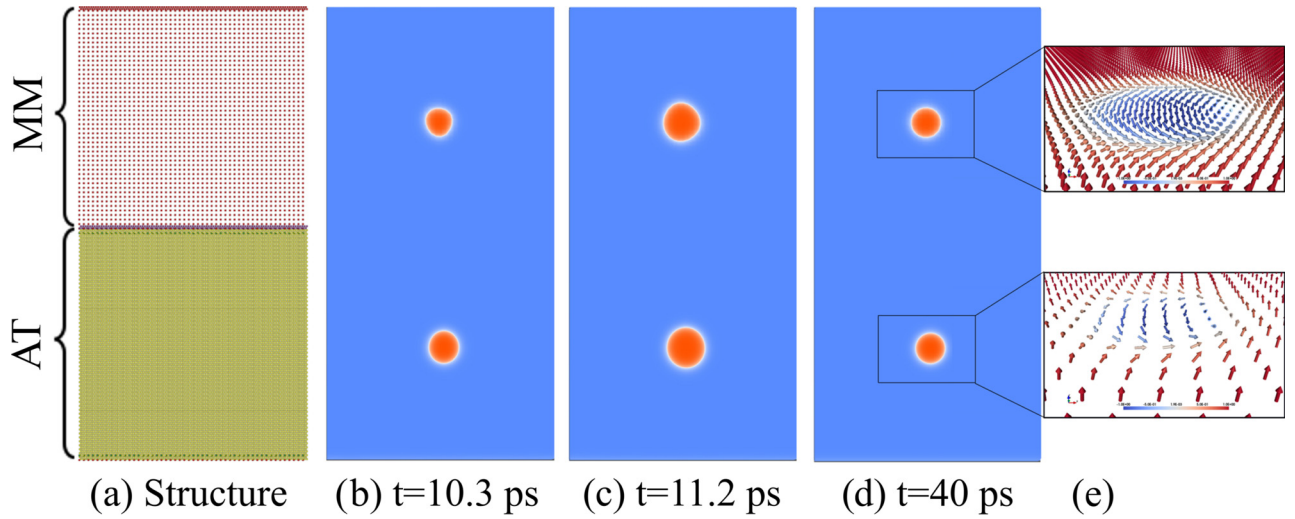 MM
AT
(a) Structure
(b) t=10.3 ps
(c) t=11.2 ps
(d) t=40 ps
(e)